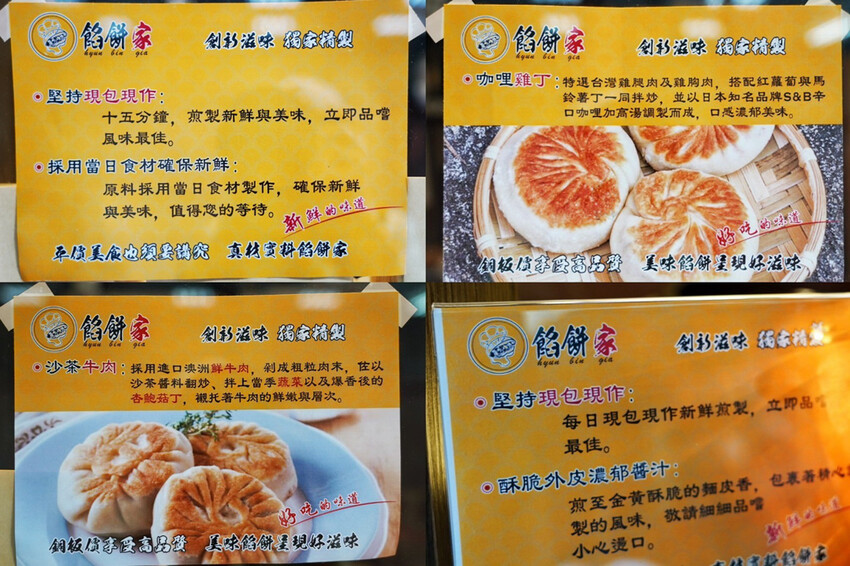 餡餅家
hyun bin gia
創新滋味 獨家精製
堅持現包現作：
十五分鐘，煎製新鮮與美味，立即品嚐
風味最佳。
採用當日食材確保新鮮：
原料採用當日食材製作，確保新鮮
與美味，值得您的等待。
新鮮的味道
平價美食也須要講究 真材實料餡餅家
餡餅家
hyun bin gia
創新滋味 獨家精製
咖哩雞丁：特選台灣雞腿肉及雞胸肉，搭配紅蘿蔔與馬
鈴薯丁一同拌炒，並以日本知名品牌S&B辛
口咖哩加高湯調製而成，口感濃郁美味。
好吃的味道
銅板價享受高品質 美味餡餅呈現好滋味
餡餅家
hyun bin gia
創新滋味 獨家精製
沙茶牛肉：採用進口澳洲鮮牛肉，剁成粗粒肉末，佐以
沙茶醬料翻炒、拌上當季蔬菜以及爆香後的
杏鮑菇丁，襯托著牛肉的鮮嫩與層次。
好吃的味道
銅板價享受高品質 美味餡餅呈現好滋味
餡餅家
hyun bin gia
創新滋味 獨家精製
堅持現包現作：
每日現包現作新鮮煎製，立即品嚐
最佳。
酥脆外皮濃郁醬汁：
煎至金黃酥脆的麵皮香，包裹著精心
製的風味，敬請細細品嚐
小心燙口。
新鮮的味道
真材實料餡餅家